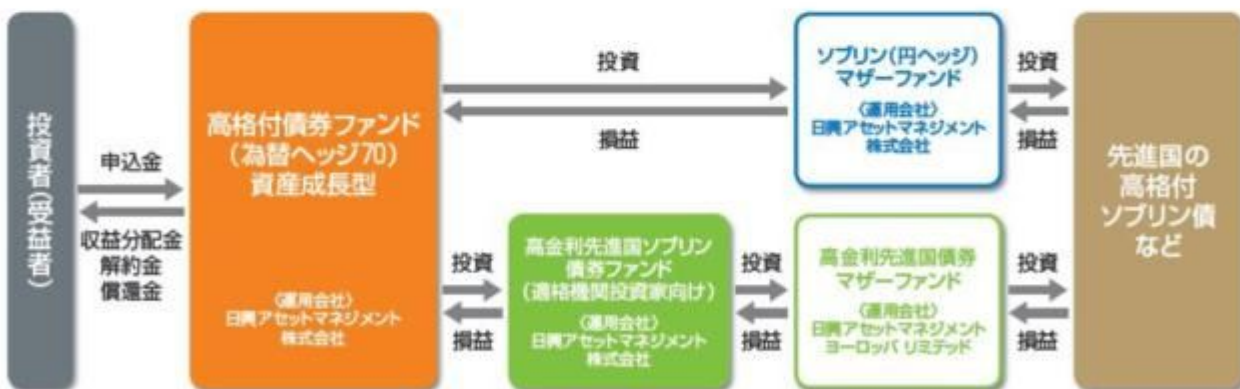 投資者(受益者)
申込金
収益分配金
解約金
償還金
高格付債券ファンド
(為替ヘッジ70)
資産成長型
〈運用会社〉
日興アセットマネジメント
株式会社
投資
損益
ソブリン(円ヘッジ)
マザーファンド
〈運用会社〉
日興アセットマネジメント
株式会社
投資
損益
投資
損益
高金利先進国ソブリン
債券ファンド
(適格機関投資家向け)
〈運用会社〉
日興アセットマネジメント
株式会社
投資
損益
高金利先進国債券
マザーファンド
〈運用会社〉
日興アセットマネジメント
ヨーロッパ リミテッド
投資
損益
先進国の
高格付
ソブリン債
など